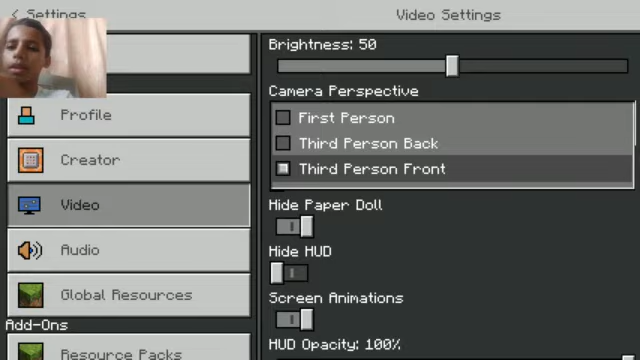 Settings
Video Settings
Profile
Creator
Video
Audio
Global Resources
Add-Ons
Resource Packs
Brightness: 50
Camera Perspective
First Person
Third Person Back
Third Person Front
Hide Paper Doll
Hide HUD
Screen Animations
HUD Opacity: 100%